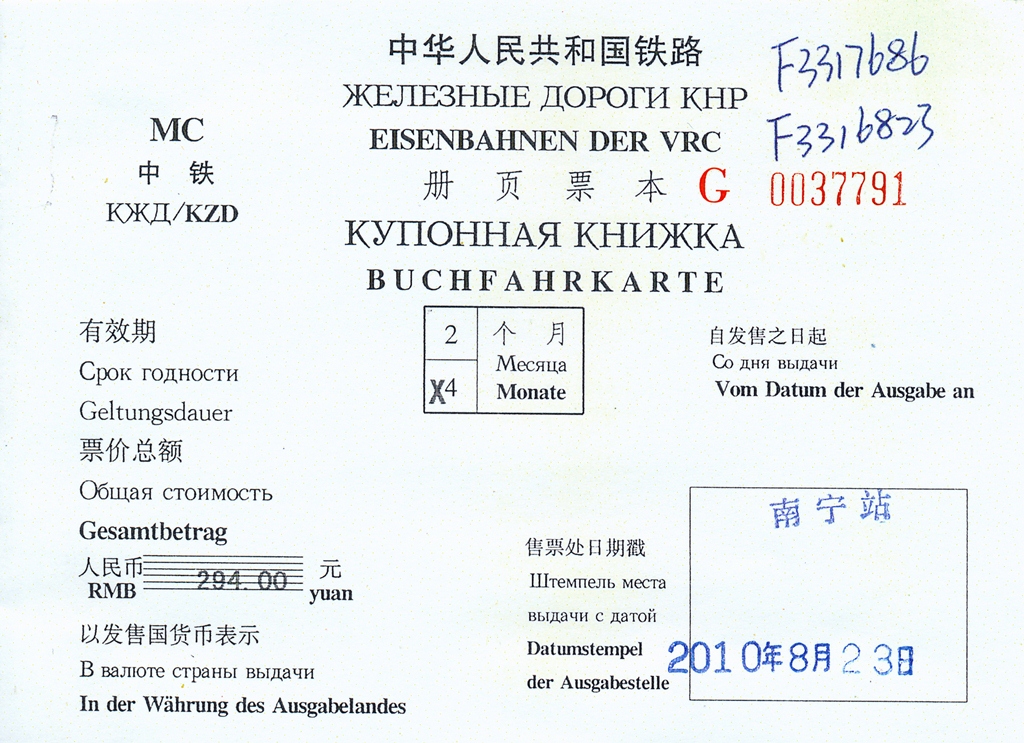 中华人民共和国铁路
ЖЕЛЕЗНЫЕ ДОРОГИ КНР
EISENBAHNEN DER VRC
F3317686
F3316823
MC
中 铁
КЖД/KZD
册 页 票 本 G 0037791
КУПОННАЯ КНИЖКА
BUCHFAHRKARTE
有效期
Срок годности
Geltungsdauer
2
X4
个 月
Месяца
Monate
自发售之日起
Со дня выдачи
Vom Datum der Ausgabe an
票价总额
Общая стоимость
Gesamtbetrag
人民币
RMB
294.00
元
yuan
以发售国货币表示
В валюте страны выдачи
In der Währung des Ausgabelandes
售票处日期戳
Штемпель места
выдачи с датой
Datumstempel
der Ausgabestelle
南宁站
2010年8月23日